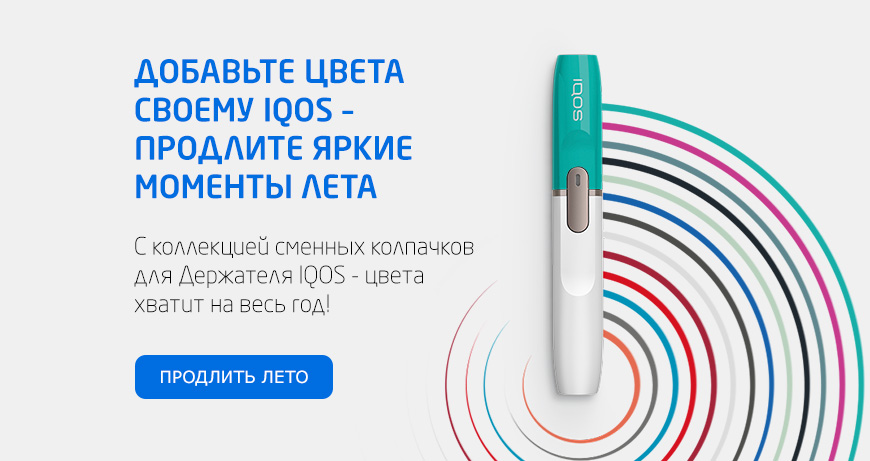 ДОБАВЬТЕ ЦВЕТА
СВОЕМУ IQOS –
ПРОДЛИТЕ ЯРКИЕ
МОМЕНТЫ ЛЕТА
С коллекцией сменных колпачков
для Держателя IQOS - цвета
хватит на весь год!
ПРОДЛИТЬ ЛЕТО
IQOS